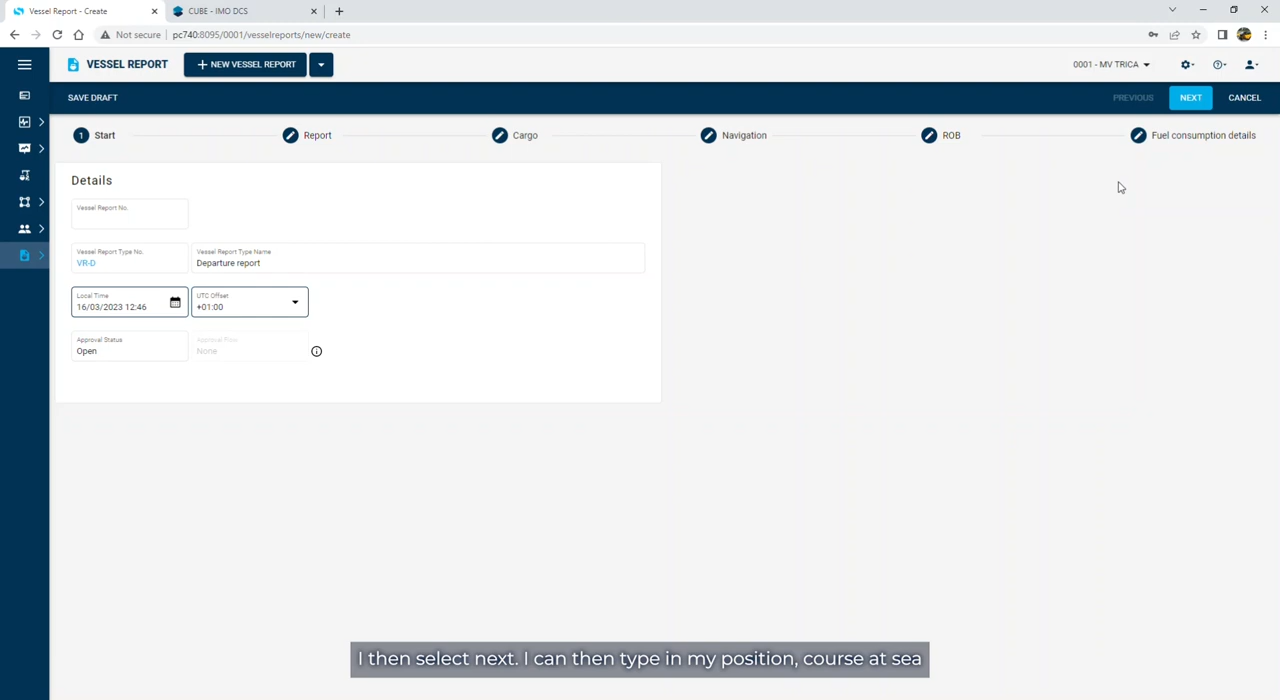 Vessel Report - Create
CUBE - IMO DCS
Not secure | pc740:8095/0001/vesselreports/new/create
VESSEL REPORT
NEW VESSEL REPORT
0001 - MV TRICA
SAVE DRAFT
PREVIOUS
NEXT
CANCEL
1 Start
Report
Cargo
Navigation
ROB
Fuel consumption details
Details
Vessel Report No.
Vessel Report Type No.
VR-D
Vessel Report Type Name
Departure report
Local Time
16/03/2023 12:46
UTC Offset
+01:00
Approval Status
Open
Approval Flow
None
I then select next. I can then type in my position, course at sea